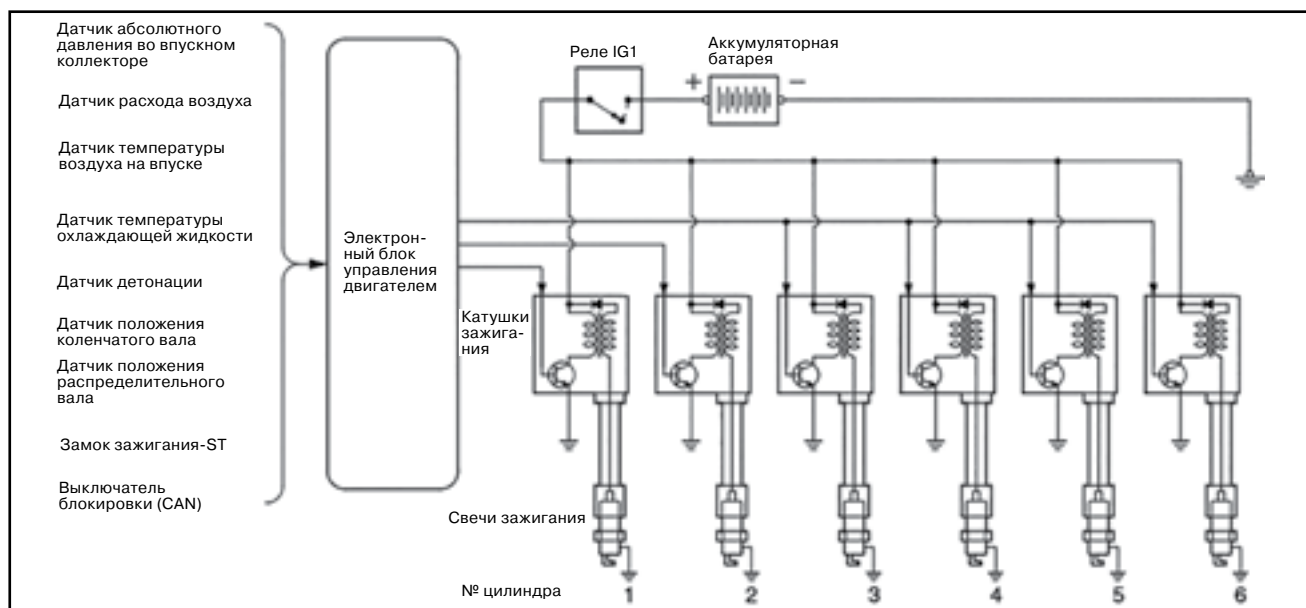 Датчик абсолютного
давления во впускном
коллекторе
Датчик расхода воздуха
Датчик температуры
воздуха на впуске
Датчик температуры
охлаждающей жидкости
Датчик детонации
Датчик положения
коленчатого вала
Датчик положения
распределительного
вала
Замок зажигания-ST
Выключатель
блокировки (CAN)
Электрон-
ный блок
управления
двигателем
Реле IG1
Аккумуляторная
батарея
+ −
Катушки
зажига-
ния
Свечи зажигания
№ цилиндра 1 2 3 4 5 6